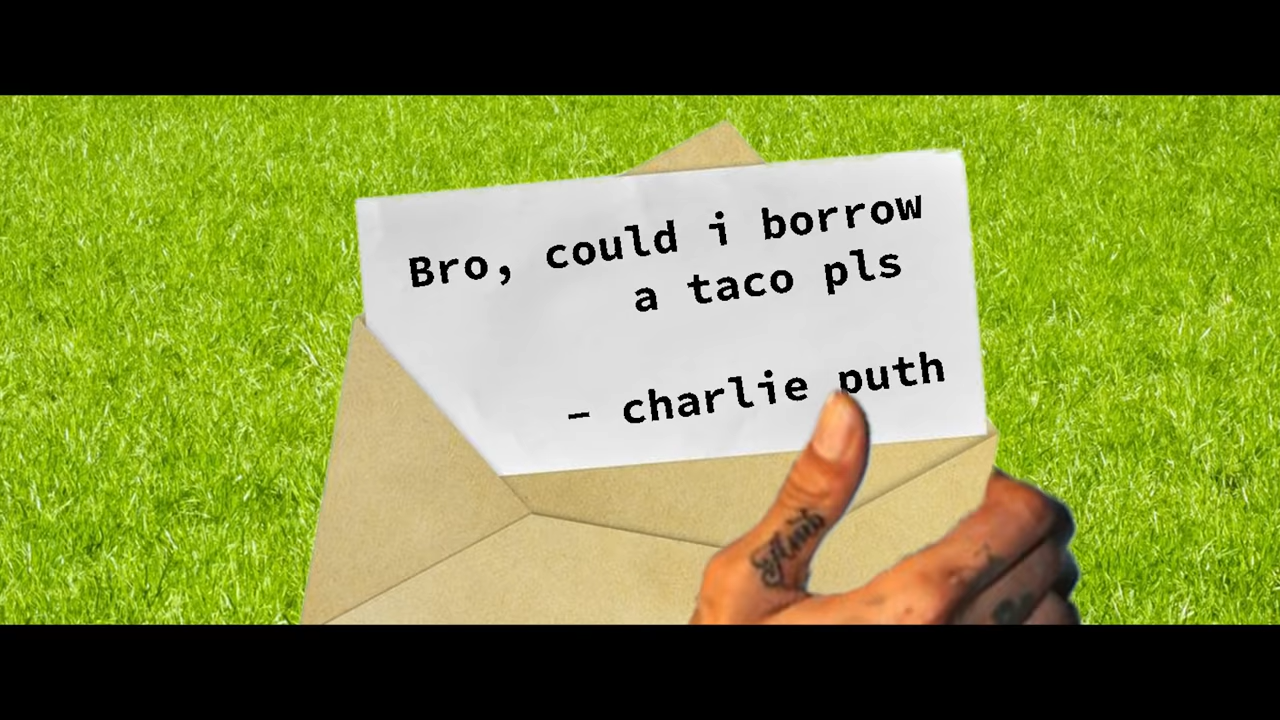 Bro, could i borrow
a taco pls
– charlie puth